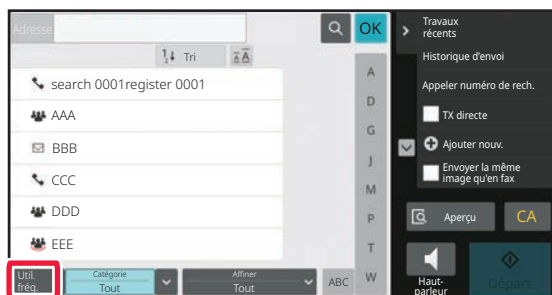 Adresse
OK
Tri
search 0001register 0001
AAA
BBB
CCC
DDD
EEE
A
D
G
J
M
P
T
W
Util.
fréq.
Catégorie
Tout
Affiner
Tout
ABC
Travaux
récents
Historique d'envoi
Appeler numéro de rech.
TX directe
Ajouter nouv.
Envoyer la même
image qu'en fax
Aperçu
CA
Haut-
parleur
Départ